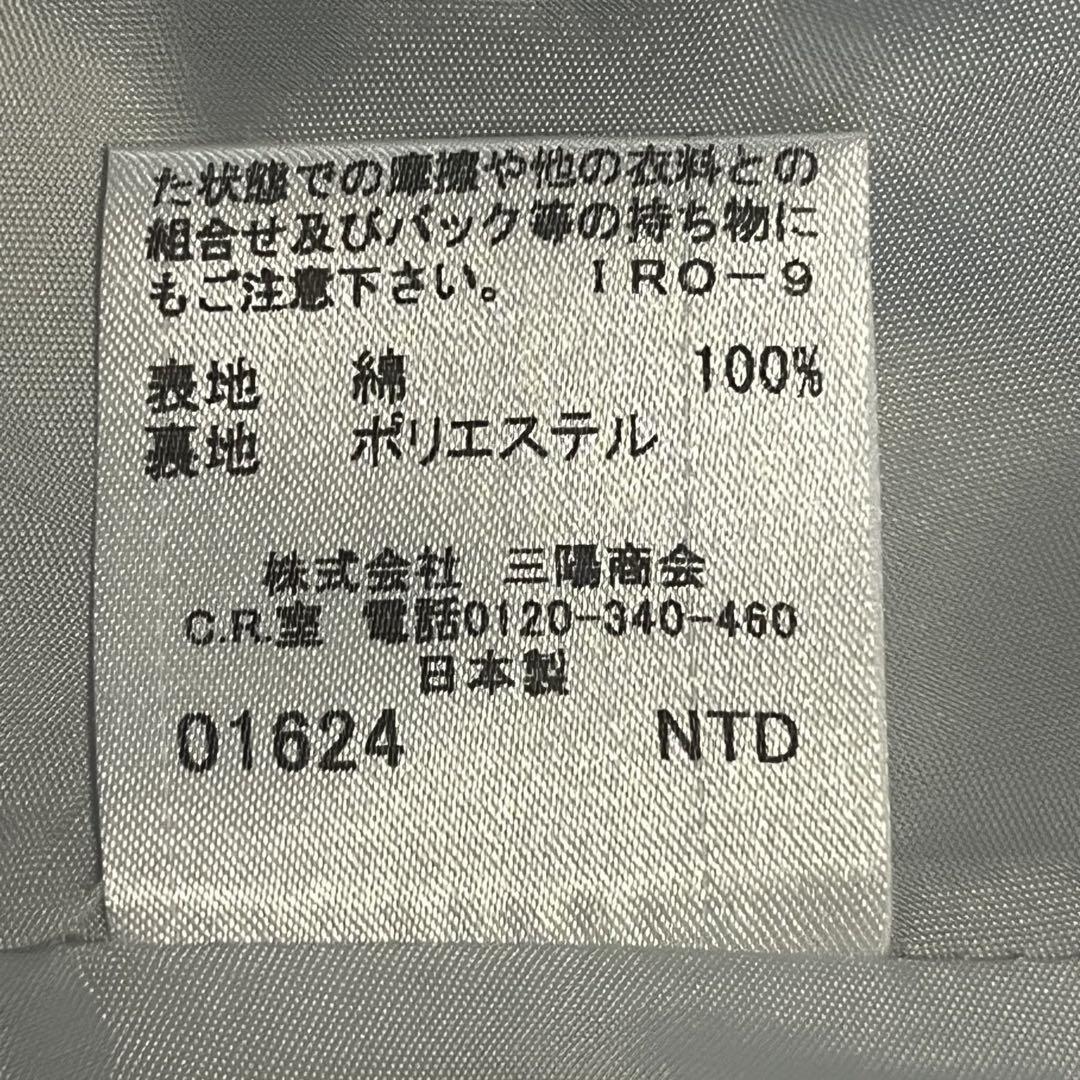 た状態での摩擦や他の衣料との
組合せ及びバック等の持ち物に
もご注意下さい。 IRO-9
表地 綿 100%
裏地 ポリエステル
株式会社 三陽商会
C.R.室 電話0120-340-460
日本製
01624 NTD